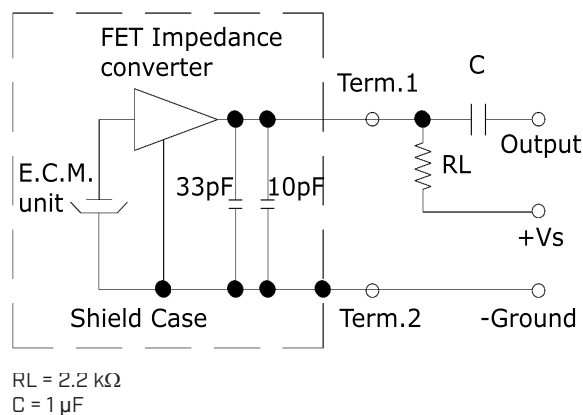 FET Impedance
converter
Term.1
C
Output
RL
E.C.M.
unit
33pF
10pF
+Vs
Shield Case
Term.2
-Ground
RL = 2.2 kΩ
C = 1 µF